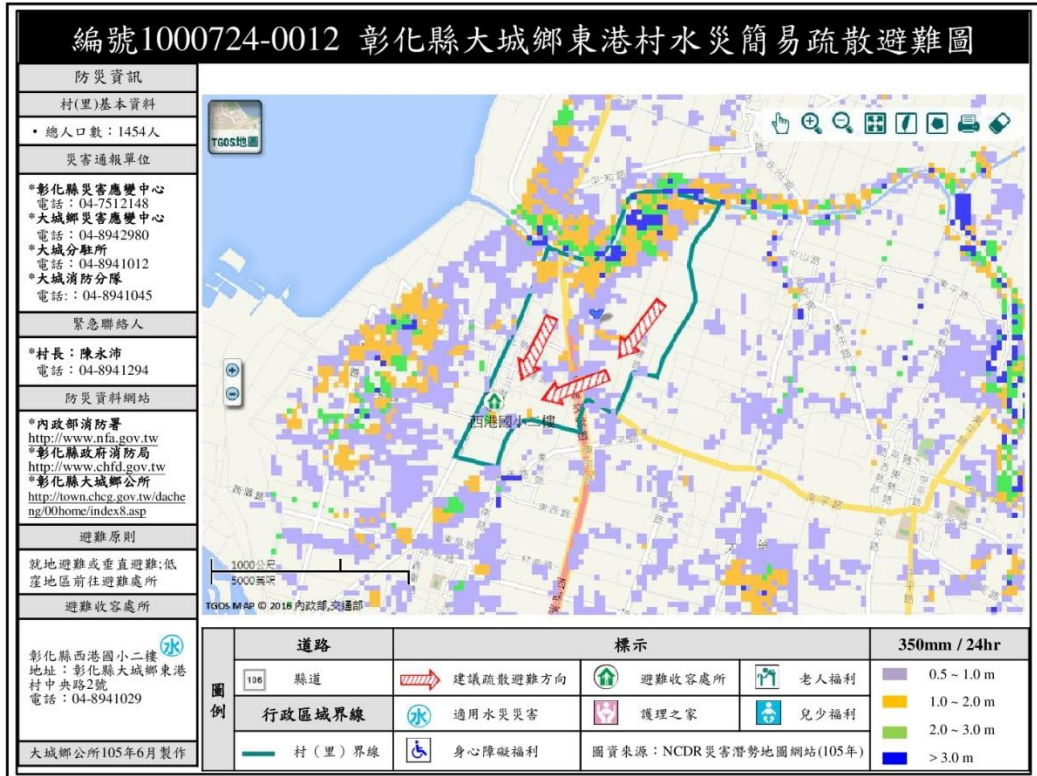 編號1000724-0012 彰化縣大城鄉東港村水災簡易疏散避難圖
防災資訊
村(里)基本資料
• 總人口數：1454人
災害通報單位
*彰化縣災害應變中心
電話：04-7512148
*大城鄉災害應變中心
電話：04-8942980
*大城分駐所
電話：04-8941012
*大城消防分隊
電話:：04-8941045
緊急聯絡人
*村長：陳永沛
電話：04-8941294
防災資料網站
*內政部消防署
http://www.nfa.gov.tw
*彰化縣政府消防局
http://www.chfd.gov.tw
*彰化縣大城鄉公所
http://town.chcg.gov.tw/dache
ng/00home/index8.asp
避難原則
就地避難或垂直避難;低
窪地區前往避難處所
避難收容處所
水
彰化縣西港國小二樓
地址：彰化縣大城鄉東港
村中央路2號
電話：04-8941029
大城鄉公所105年6月製作
TGOS地圖
平和路
中山路
西港國小二樓
東西路
南平路
1000公尺
5000英呎
TGOS MAP © 2016 內政部,交通部
圖例
道路
106 縣道
行政區域界線
村（里）界線
標示
建議疏散避難方向
避難收容處所
老人福利
水 適用水災災害
護理之家
兒少福利
身心障礙福利
圖資來源：NCDR災害潛勢地圖網站(105年)
350mm / 24hr
0.5 ~ 1.0 m
1.0 ~ 2.0 m
2.0 ~ 3.0 m
> 3.0 m